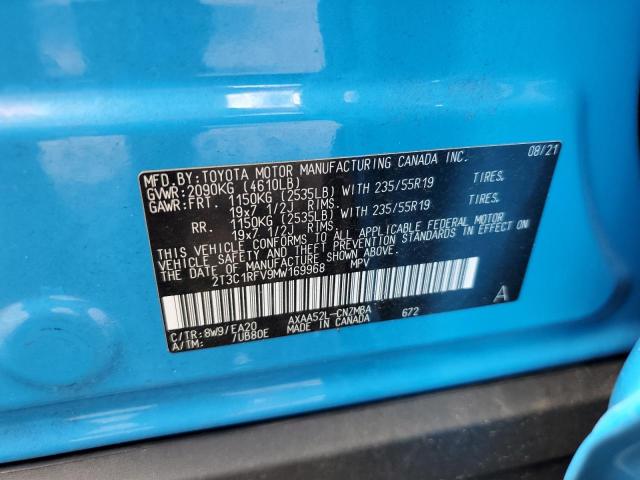 MFD.BY:TOYOTA MOTOR MANUFACTURING CANADA INC. 08/21
GVWR:2090KG (4610LB)
GAWR:FRT. 1150KG (2535LB) WITH 235/55R19 TIRES,
19x7 1/2J RIMS.
RR. 1150KG (2535LB) WITH 235/55R19 TIRES,
19x7 1/2J RIMS.
THIS VEHICLE CONFORMS TO ALL APPLICABLE FEDERAL MOTOR
VEHICLE SAFETY AND THEFT PREVENTION STANDARDS IN EFFECT ON
THE DATE OF MANUFACTURE SHOWN ABOVE.
2T3C1RFV9MW169968 MPV
A
C/TR:8W9/EA20 AXAA52L-CNZMBA 672
A/TM: /UB80E MADE IN CANADA